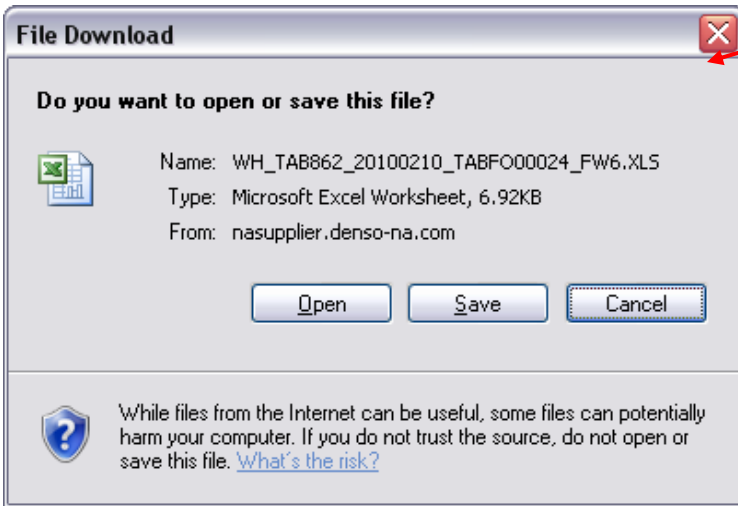 File Download
Do you want to open or save this file?
Name: WH_TAB862_20100210_TABFO00024_FW6.XLS
Type: Microsoft Excel Worksheet, 6.92KB
From: nasupplier.denso-na.com
Open Save Cancel
While files from the Internet can be useful, some files can potentially
harm your computer. If you do not trust the source, do not open or
save this file. What's the risk?